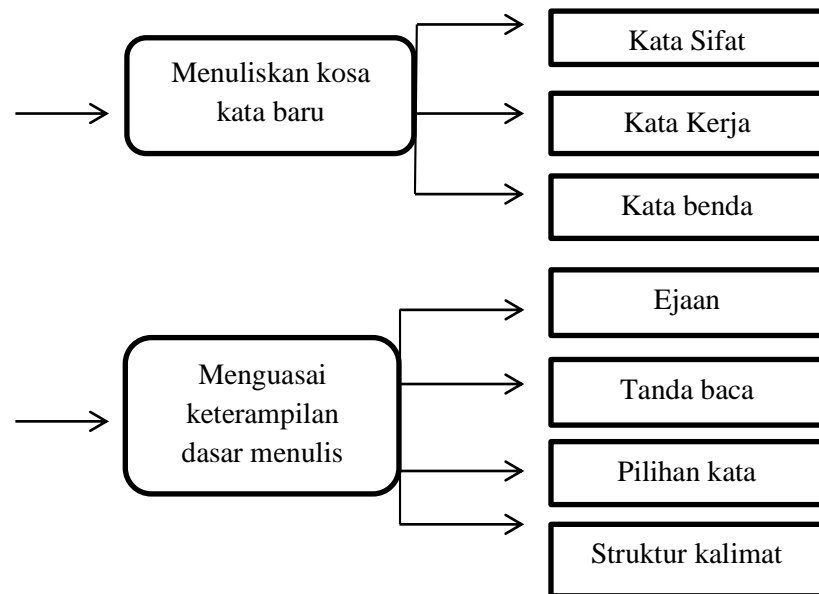 Menuliskan kosa
kata baru
Kata Sifat
Kata Kerja
Kata benda
Menguasai
keterampilan
dasar menulis
Ejaan
Tanda baca
Pilihan kata
Struktur kalimat